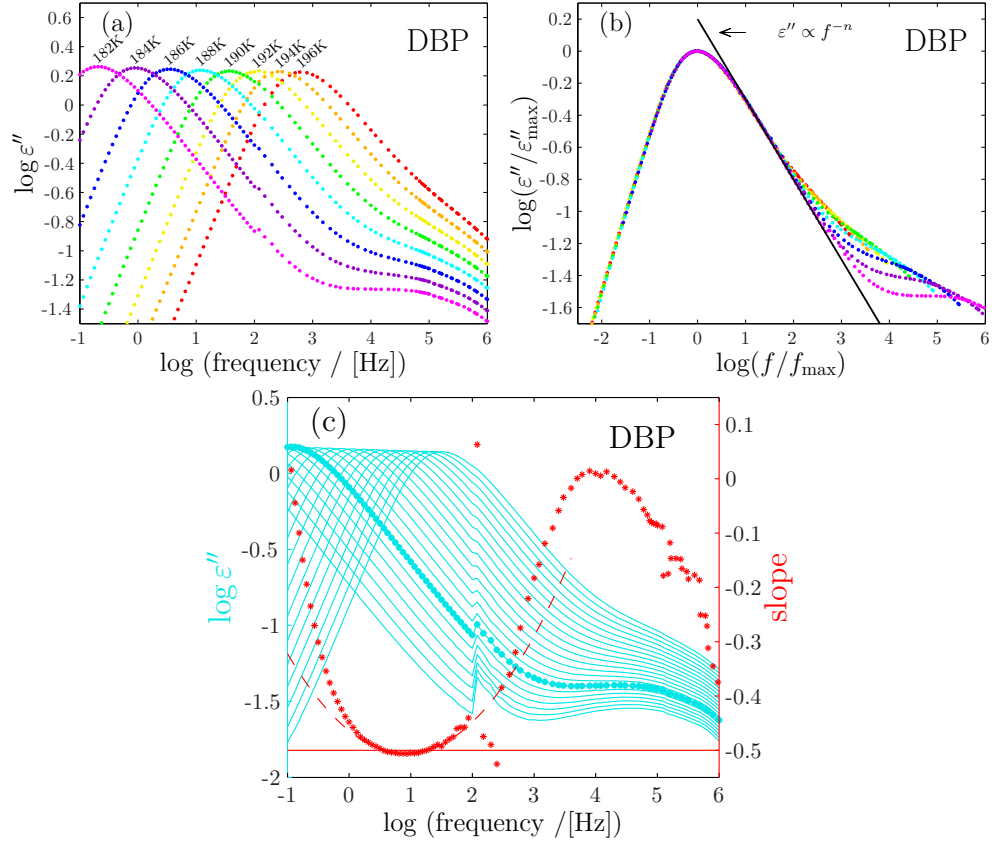 (a)
DBP
182K
184K
186K
188K
190K
192K
194K
196K
0.6
0.4
0.2
0
-0.2
-0.4
-0.6
-0.8
-1
-1.2
-1.4
log ε′′
-1 0 1 2 3 4 5 6
log (frequency / [Hz])
(b)
ε′′ ∝ f⁻ⁿ
DBP
0.2
0
-0.2
-0.4
-0.6
-0.8
-1
-1.2
-1.4
-1.6
log(ε′′/ε′′max)
-2 -1 0 1 2 3 4 5 6
log(f/fmax)
(c)
DBP
0.5
0
-0.5
-1
-1.5
-2
log ε′′
0.1
0
-0.1
-0.2
-0.3
-0.4
-0.5
slope
-1 0 1 2 3 4 5 6
log (frequency /[Hz])